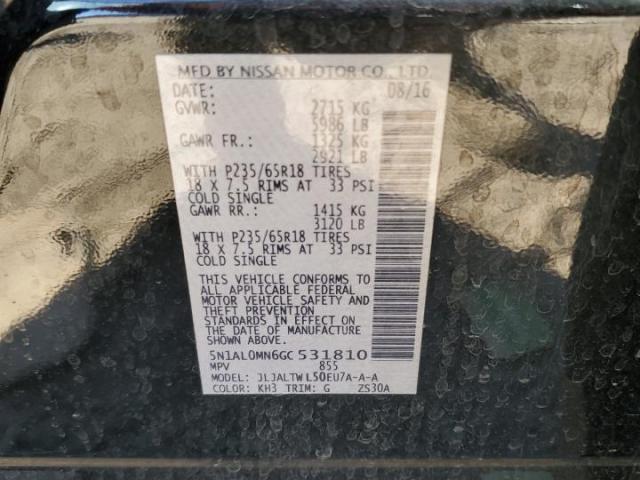 MFD BY NISSAN MOTOR CO., LTD.
DATE: 08/16
GVWR: 2715 KG
5986 LB
GAWR FR.: 1325 KG
2921 LB
WITH P235/65R18 TIRES
18 X 7.5 RIMS AT 33 PSI
COLD SINGLE
GAWR RR.: 1415 KG
3120 LB
WITH P235/65R18 TIRES
18 X 7.5 RIMS AT 33 PSI
COLD SINGLE
THIS VEHICLE CONFORMS TO
ALL APPLICABLE FEDERAL
MOTOR VEHICLE SAFETY AND
THEFT PREVENTION
STANDARDS IN EFFECT ON
THE DATE OF MANUFACTURE
SHOWN ABOVE.
5N1AL0MN6GC531810
MPV 855
MODEL: JLJALTWL50EU7A-A-A
COLOR: KH3 TRIM: G ZS30A